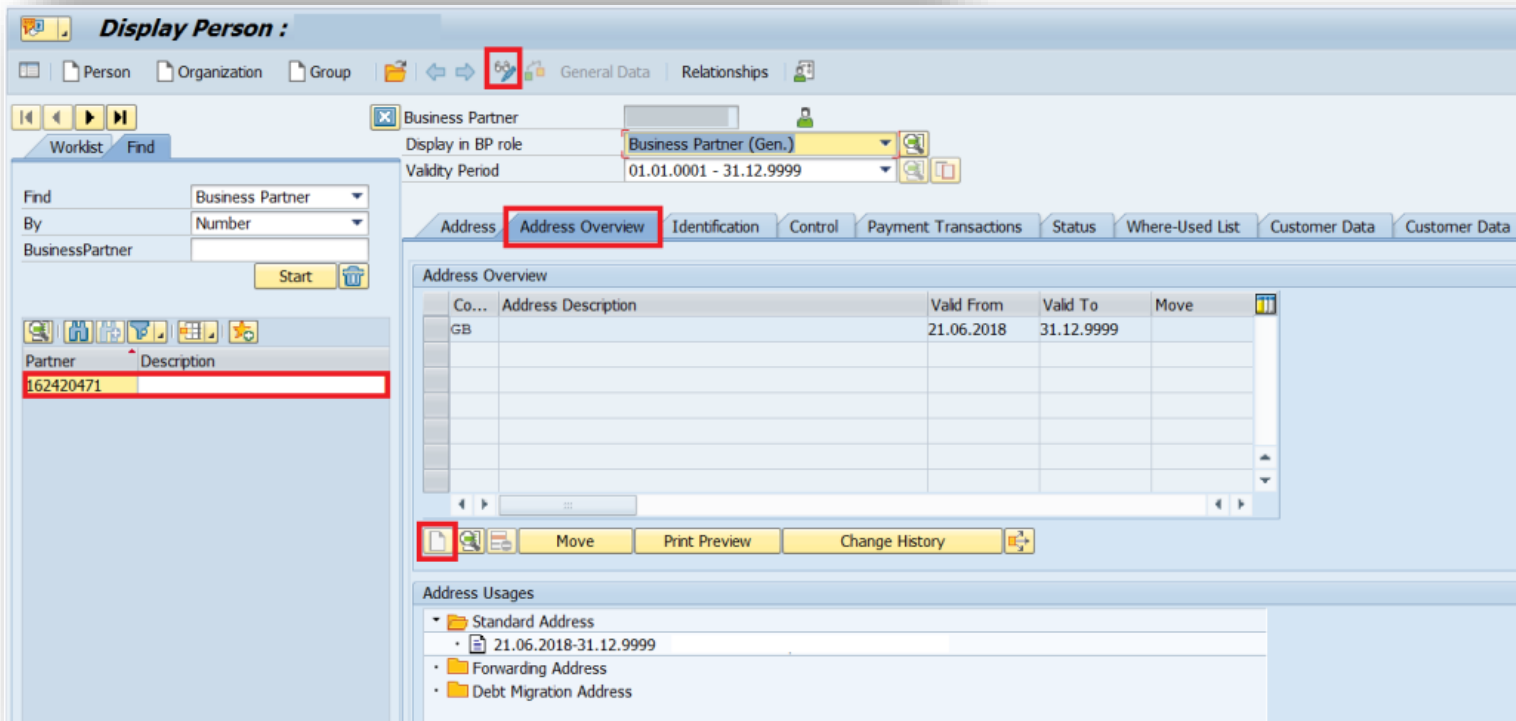 Display Person :
Person Organization Group General Data Relationships
Business Partner
Worklist Find
Display in BP role Business Partner (Gen.)
Validity Period 01.01.0001 - 31.12.9999
Find Business Partner
By Number
BusinessPartner
Start
Address Address Overview Identification Control Payment Transactions Status Where-Used List Customer Data Customer Data
Address Overview
Co... Address Description Valid From Valid To Move
GB 21.06.2018 31.12.9999
Partner Description
162420471
Move Print Preview Change History
Address Usages
Standard Address
21.06.2018-31.12.9999
Forwarding Address
Debt Migration Address